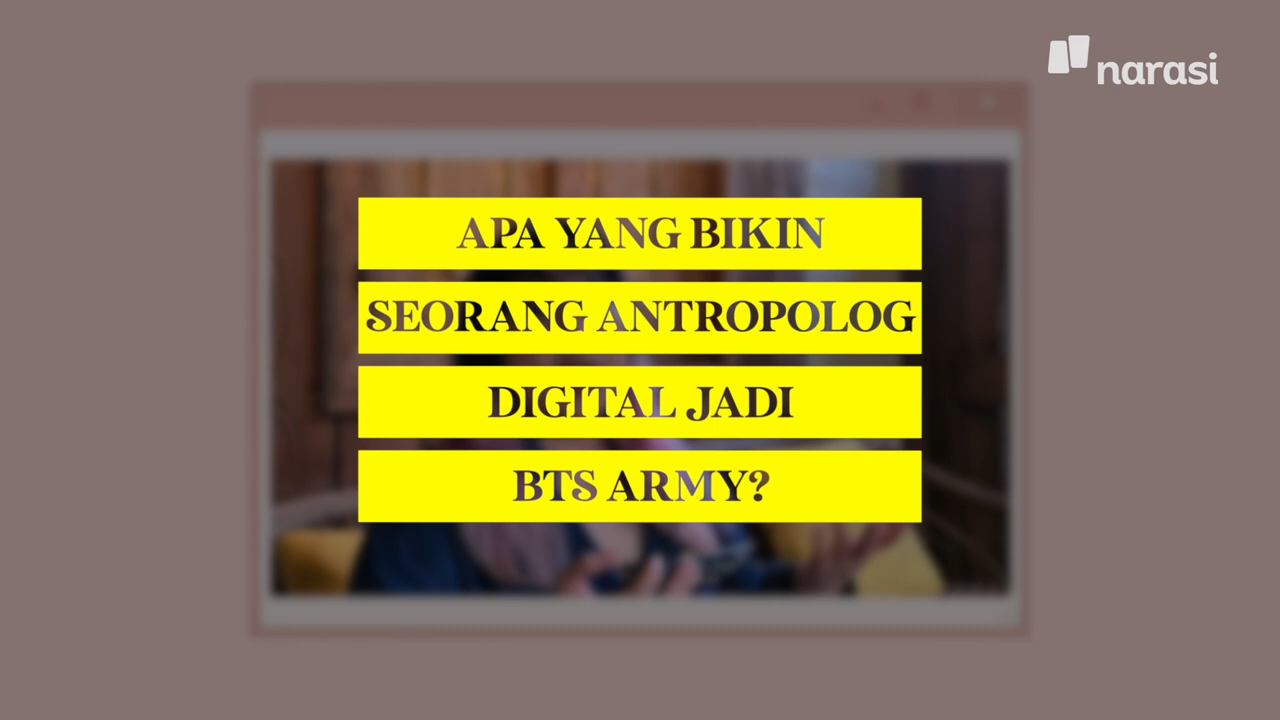 narasi
APA YANG BIKIN
SEORANG ANTROPOLOG
DIGITAL JADI
BTS ARMY?